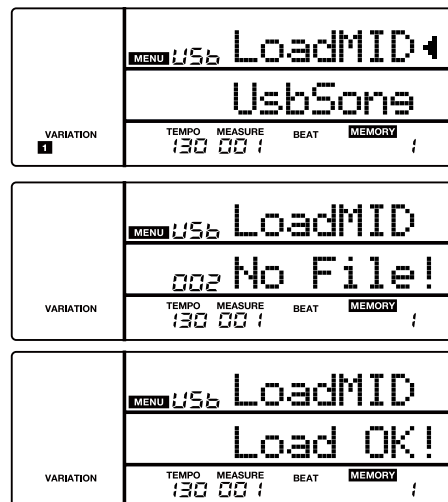 MENU USb LoadMID
UsbSong
VARIATION TEMPO MEASURE BEAT MEMORY
1 130 001 1
MENU USb LoadMID
002 No File!
VARIATION TEMPO MEASURE BEAT MEMORY
130 001 1
MENU USb LoadMID
Load OK!
VARIATION TEMPO MEASURE BEAT MEMORY
130 001 1